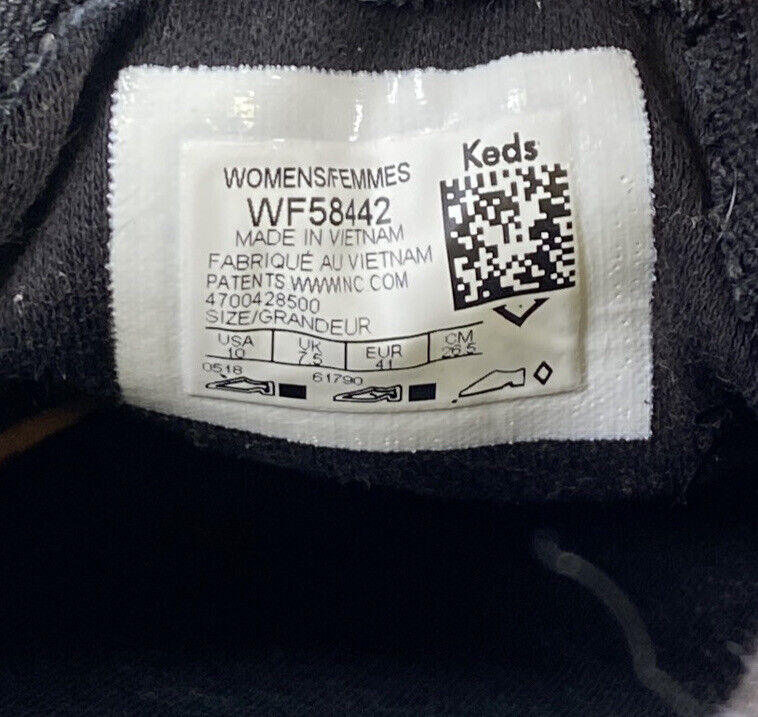 Keds
WOMENS/FEMMES
WF58442
MADE IN VIETNAM
FABRIQUÉ AU VIETNAM
PATENTS WWWINC.COM
4700428500
SIZE/GRANDEUR
USA UK EUR CM
10 7.5 41 26.5
0518 61790